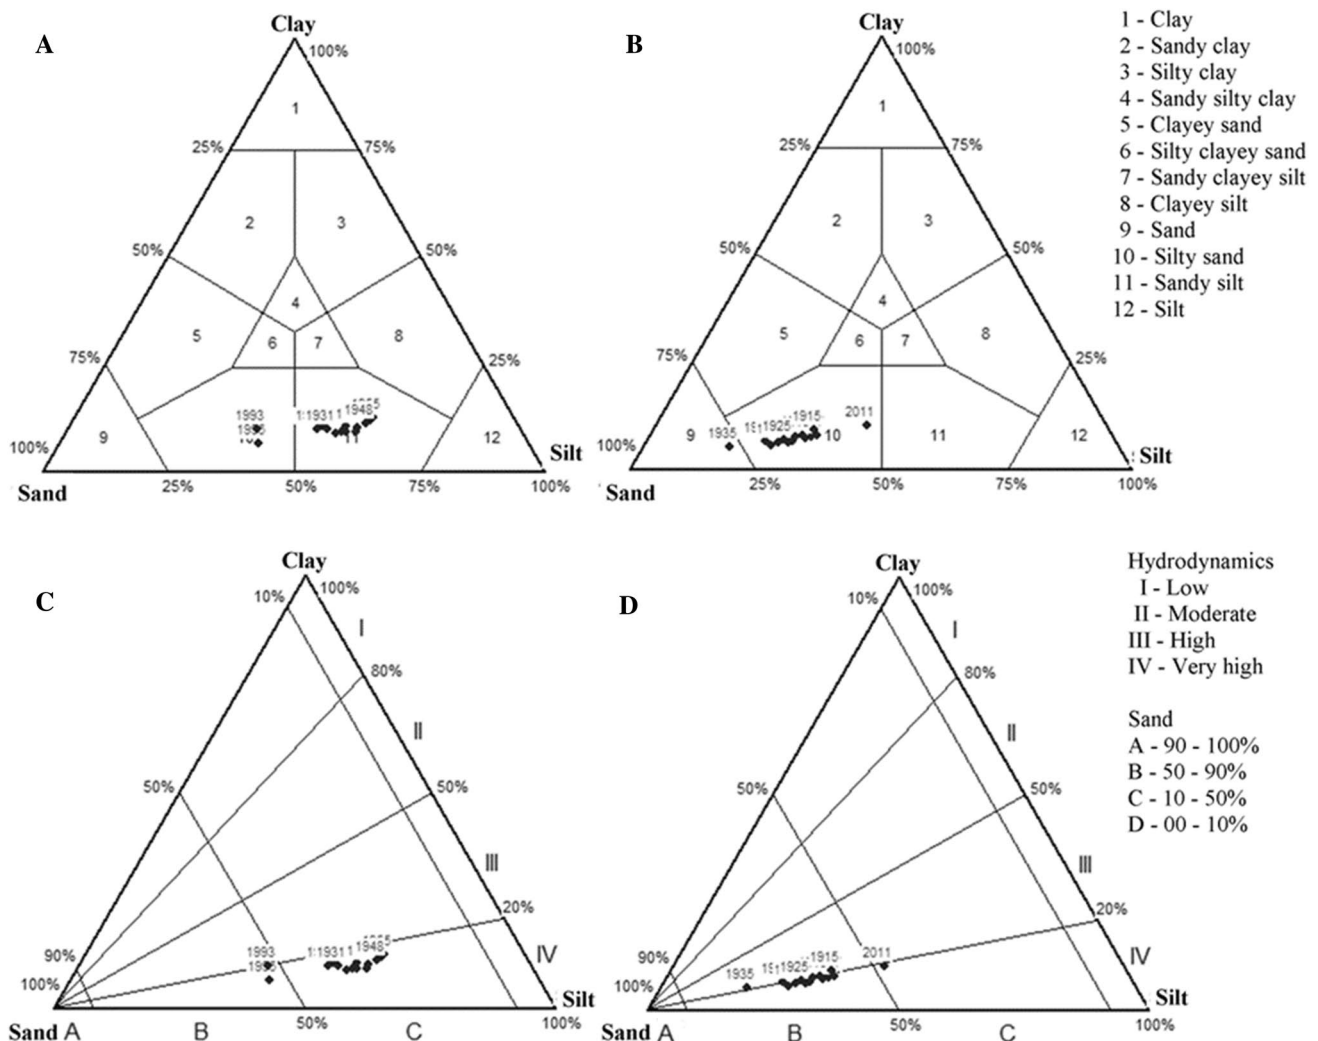 A
Clay
100%
1
25%
75%
2
3
50%
50%
4
5
6
7
8
75%
25%
1993
1931
1948
9
11
12
100%
Silt
Sand
25%
50%
75%
100%
B
Clay
100%
1
25%
75%
2
3
50%
50%
4
5
6
7
8
75%
25%
1935
1925
1915
2011
9
10
11
12
100%
Silt
Sand
25%
50%
75%
100%
1 - Clay
2 - Sandy clay
3 - Silty clay
4 - Sandy silty clay
5 - Clayey sand
6 - Silty clayey sand
7 - Sandy clayey silt
8 - Clayey silt
9 - Sand
10 - Silty sand
11 - Sandy silt
12 - Silt
C
Clay
100%
10%
I
80%
II
50%
50%
III
20%
1993
1931
1948
IV
90%
100%
Silt
Sand
A
B
50%
C
100%
D
Clay
100%
10%
I
80%
II
50%
50%
III
20%
1935
1925
1915
2011
IV
90%
100%
Silt
Sand
A
B
50%
C
100%
Hydrodynamics
I - Low
II - Moderate
III - High
IV - Very high
Sand
A - 90 - 100%
B - 50 - 90%
C - 10 - 50%
D - 00 - 10%